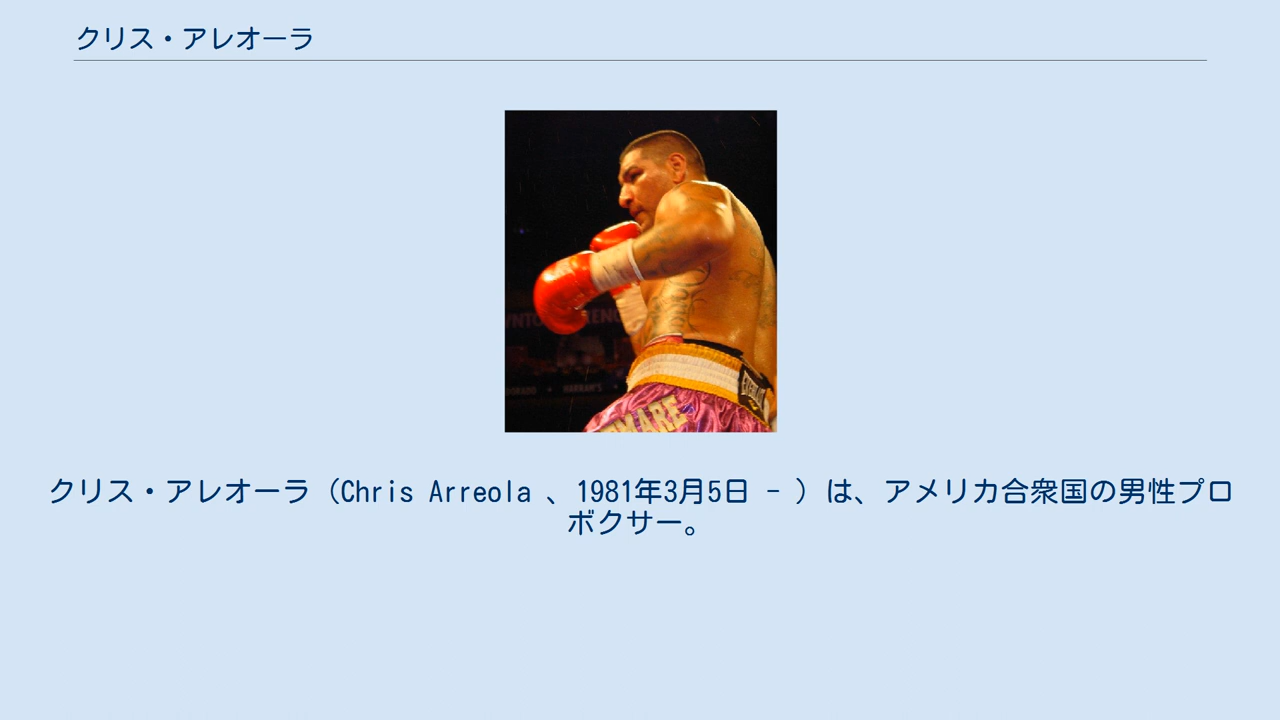 クリス・アレオーラ
クリス・アレオーラ（Chris Arreola 、1981年3月5日 - ）は、アメリカ合衆国の男性プロ
ボクサー。